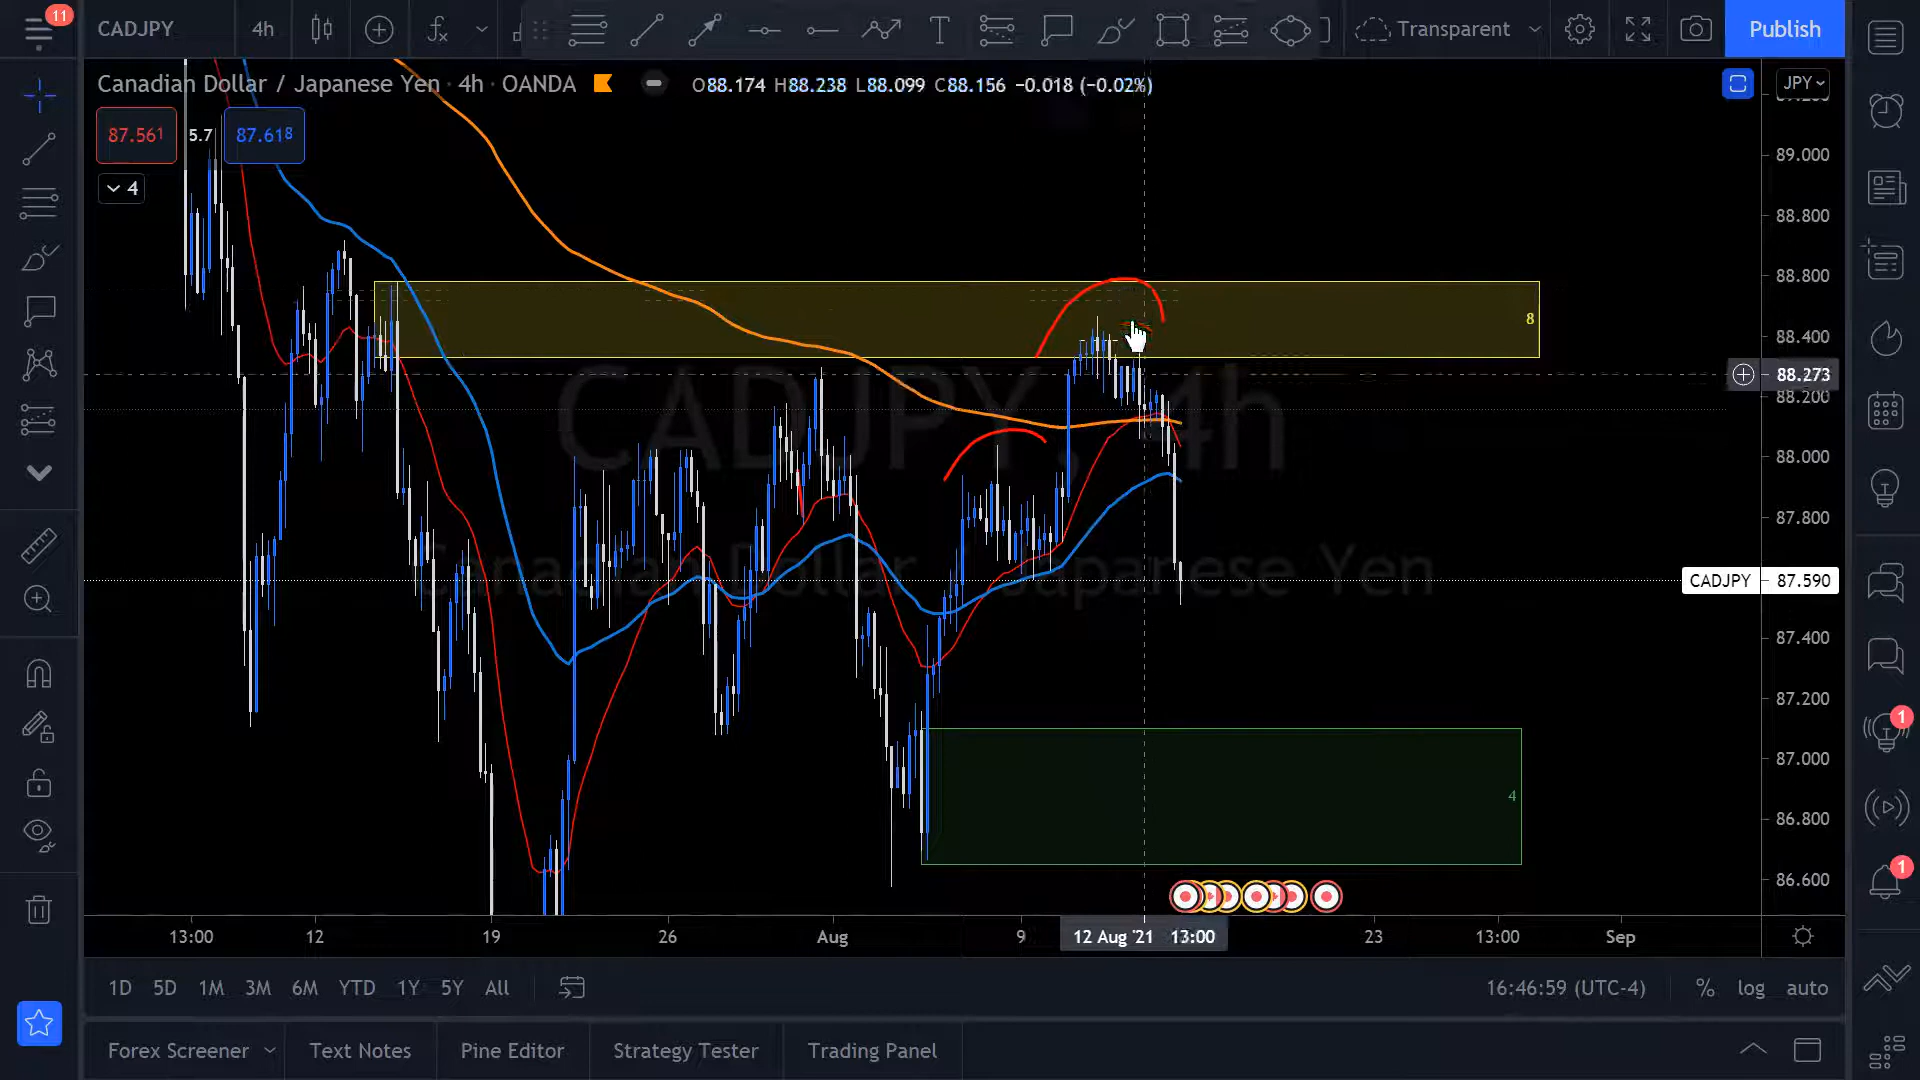 11
CADJPY 4h Transparent Publish
Canadian Dollar / Japanese Yen · 4h · OANDA O88.174 H88.238 L88.099 C88.156 −0.018 (−0.02%) JPY
87.561 5.7 87.618
4
89.000
88.800
88.800
8
88.400
88.273
88.200
CADJPY, 4h
88.000
87.800
Canadian Dollar / Japanese Yen
CADJPY 87.590
87.400
87.200
1
87.000
4
86.800
1
86.600
13:00 12 19 26 Aug 9 12 Aug '21 13:00 23 13:00 Sep
1D 5D 1M 3M 6M YTD 1Y 5Y All 16:46:59 (UTC-4) % log auto
Forex Screener Text Notes Pine Editor Strategy Tester Trading Panel